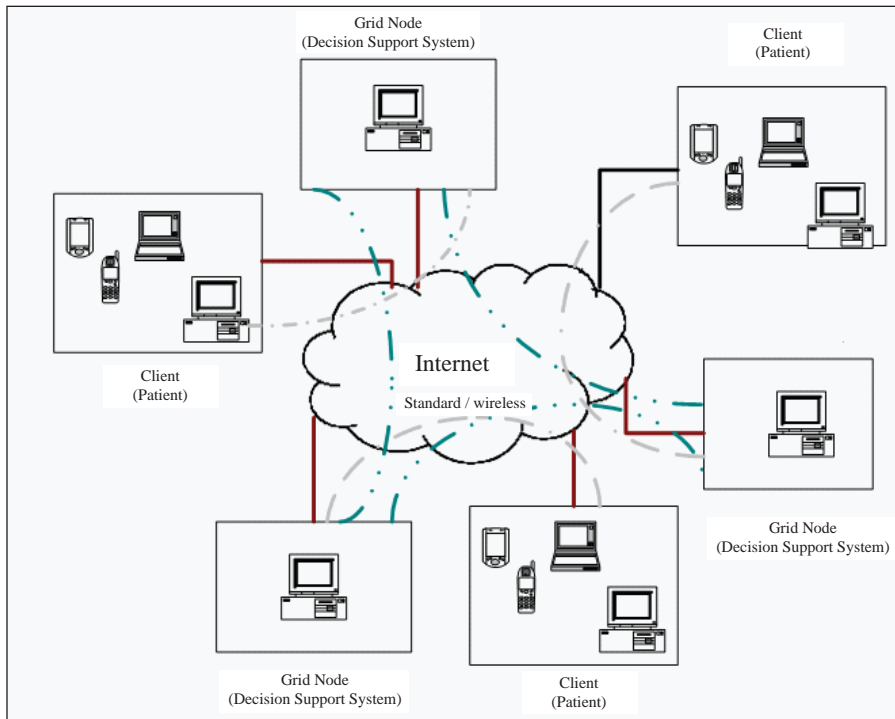 Grid Node
(Decision Support System)
Client
(Patient)
Client
(Patient)
Internet
Standard / wireless
Grid Node
(Decision Support System)
Grid Node
(Decision Support System)
Client
(Patient)